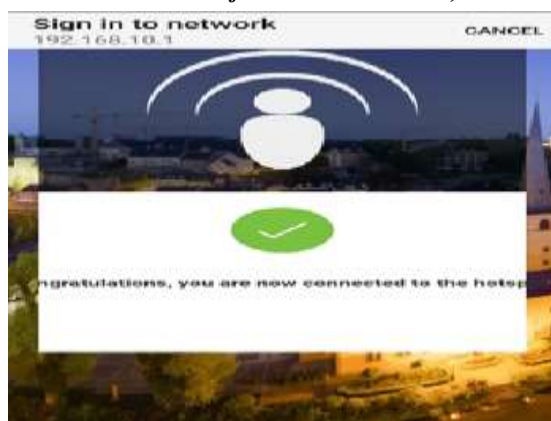 Sign in to network
192.168.10.1
CANCEL
ngratulations, you are now connected to the hotsp